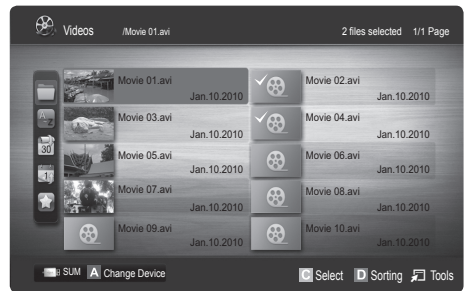 Videos /Movie 01.avi 2 files selected 1/1 Page
Movie 01.avi Movie 02.avi
Jan.10.2010 Jan.10.2010
Movie 03.avi Movie 04.avi
Jan.10.2010 Jan.10.2010
Movie 05.avi Movie 06.avi
Jan.10.2010 Jan.10.2010
Movie 07.avi Movie 08.avi
Jan.10.2010 Jan.10.2010
Movie 09.avi Movie 10.avi
Jan.10.2010 Jan.10.2010
A Z
30
SUM A Change Device C Select D Sorting Tools